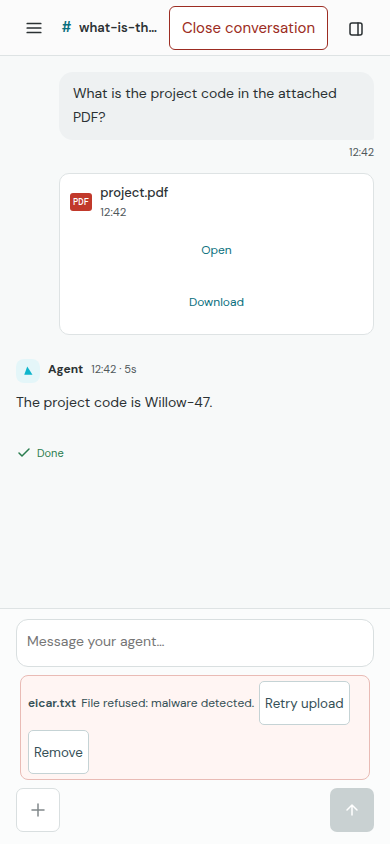 # what-is-th...
Close conversation
What is the project code in the attached
PDF?
12:42
PDF
project.pdf
12:42
Open
Download
Agent 12:42 · 5s
The project code is Willow-47.
Done
Message your agent...
eicar.txt File refused: malware detected. Retry upload
Remove